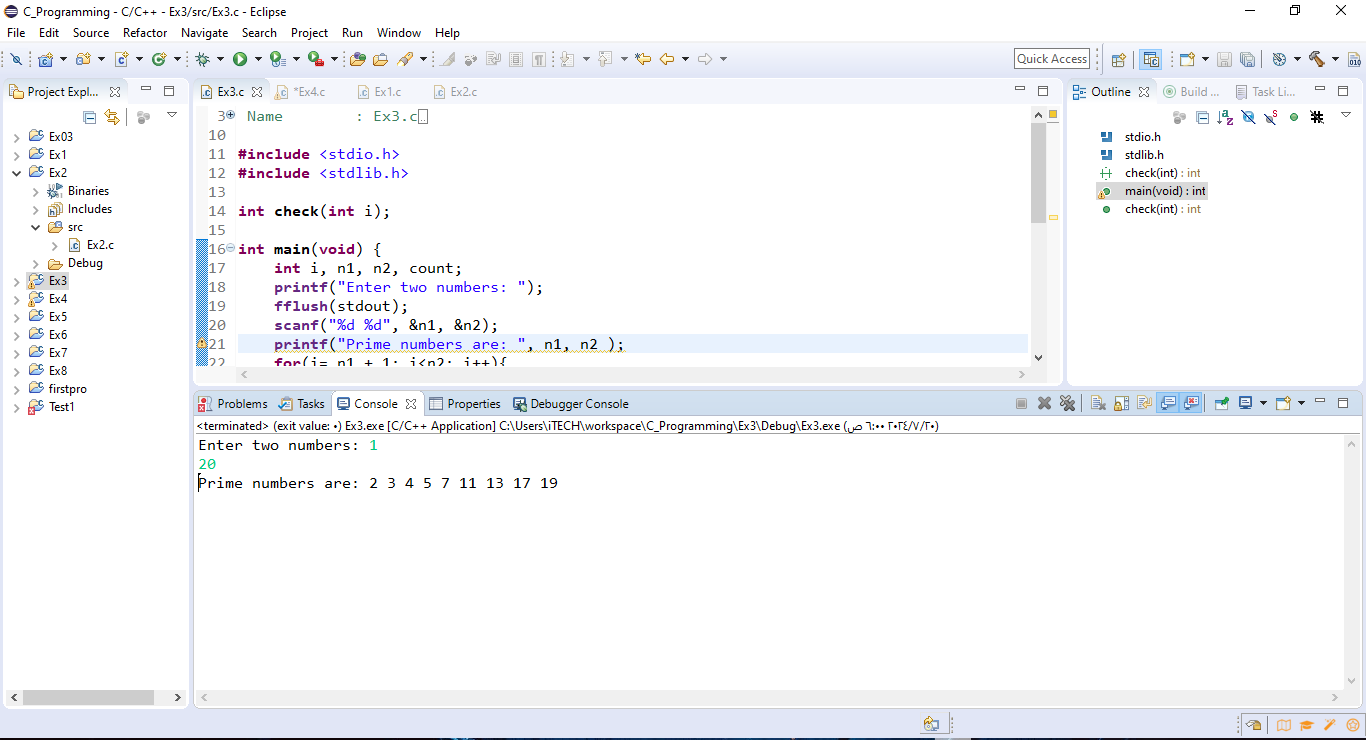 C_Programming - C/C++ - Ex3/src/Ex3.c - Eclipse
File Edit Source Refactor Navigate Search Project Run Window Help
Quick Access
Project Expl...
Ex03
Ex1
Ex2
Binaries
Includes
src
Ex2.c
Debug
Ex3
Ex4
Ex5
Ex6
Ex7
Ex8
firstpro
Test1
Ex3.c *Ex4.c Ex1.c Ex2.c
3 Name : Ex3.c
10
11 #include <stdio.h>
12 #include <stdlib.h>
13
14 int check(int i);
15
16 int main(void) {
17 int i, n1, n2, count;
18 printf("Enter two numbers: ");
19 fflush(stdout);
20 scanf("%d %d", &n1, &n2);
21 printf("Prime numbers are: ", n1, n2 );
22 for(i= n1 + 1; i<n2; i++){
Outline Build ... Task Li...
stdio.h
stdlib.h
check(int) : int
main(void) : int
check(int) : int
Problems Tasks Console Properties Debugger Console
<terminated> (exit value: ٠) Ex3.exe [C/C++ Application] C:\Users\iTECH\workspace\C_Programming\Ex3\Debug\Ex3.exe (٢٠٢٤/٧/٢٠ ٦:٠٠ ص)
Enter two numbers: 1
20
Prime numbers are: 2 3 4 5 7 11 13 17 19